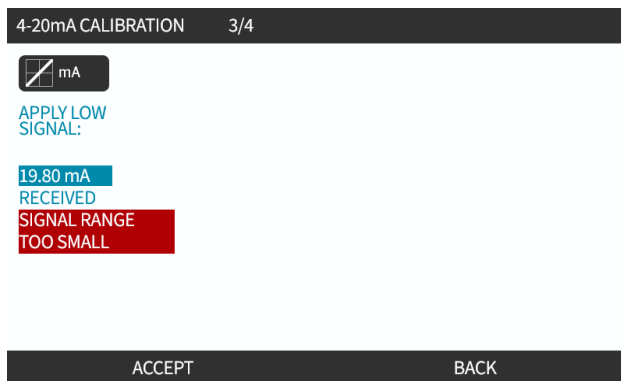 4-20mA CALIBRATION 3/4
mA
APPLY LOW
SIGNAL:
19.80 mA
RECEIVED
SIGNAL RANGE
TOO SMALL
ACCEPT BACK